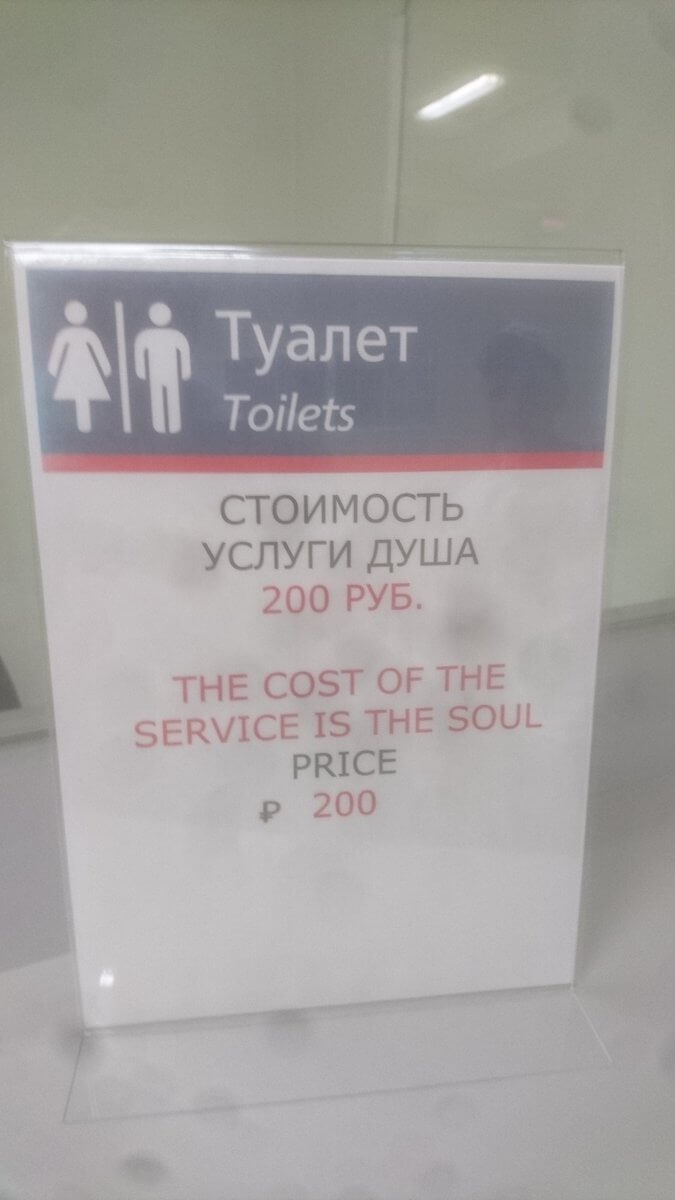 Туалет
Toilets
СТОИМОСТЬ
УСЛУГИ ДУША
200 РУБ.
THE COST OF THE
SERVICE IS THE SOUL
PRICE
₽ 200